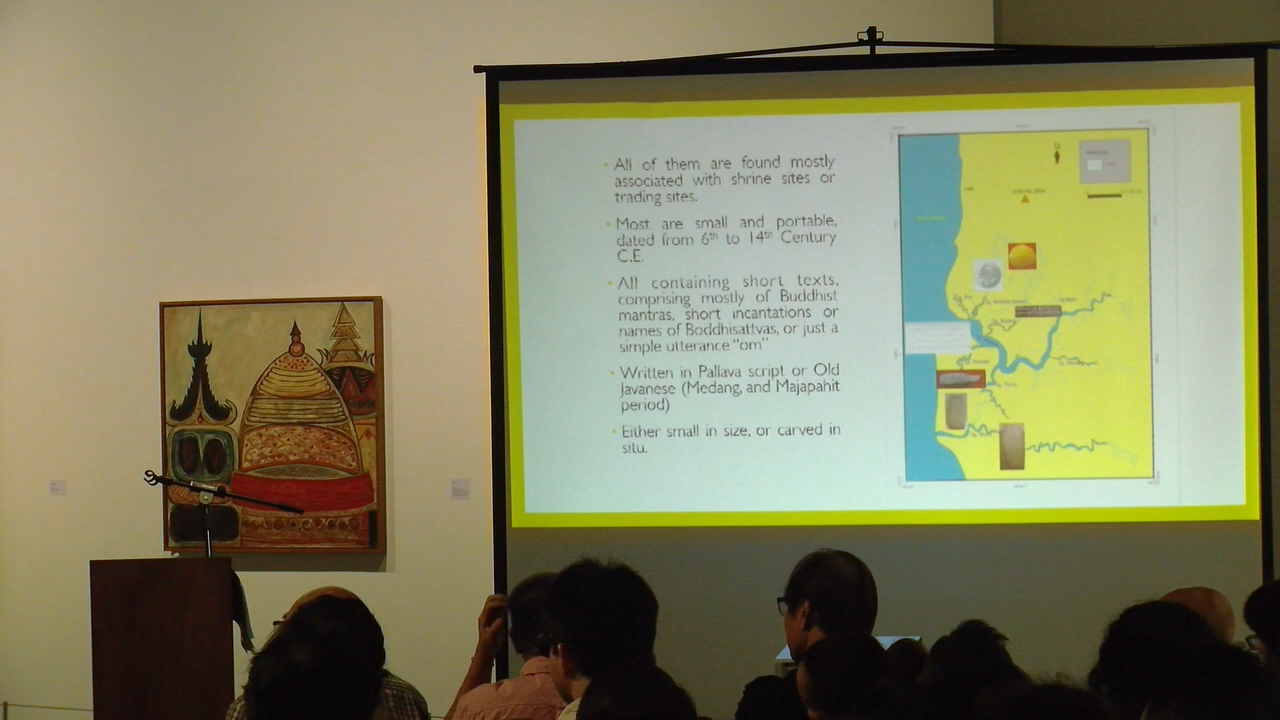 All of them are found mostly
associated with shrine sites or
trading sites.
Most are small and portable,
dated from 6th to 14th Century
C.E.
All containing short texts,
comprising mostly of Buddhist
mantras, short incantations or
names of Boddhisattvas, or just a
simple utterance "om"
Written in Pallava script or Old
Javanese (Medang, and Majapahit
period)
Either small in size, or carved in
situ.